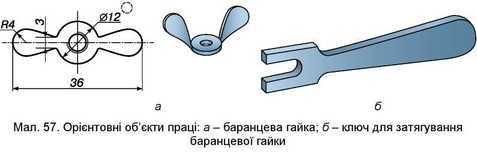 R4
3
Ø12
36
а
б
Мал. 57. Орієнтовні об'єкти праці: а – баранцева гайка; б – ключ для затягування
баранцевої гайки